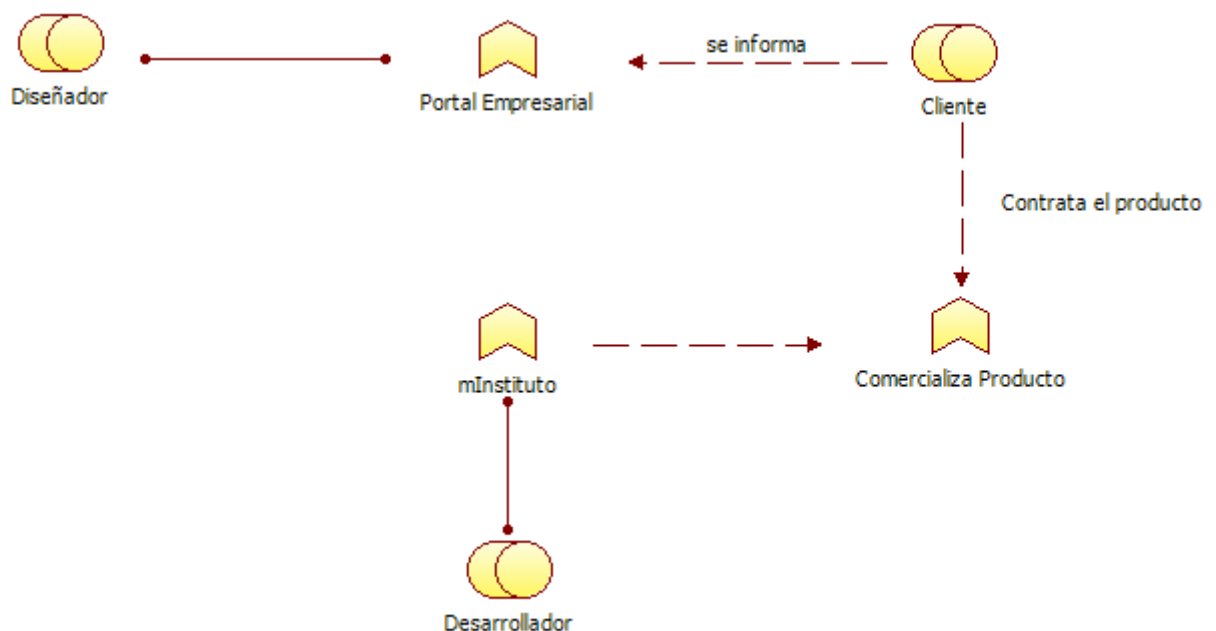 se informa
Diseñador
Portal Empresarial
Cliente
Contrata el producto
mInstituto
Comercializa Producto
Desarrollador